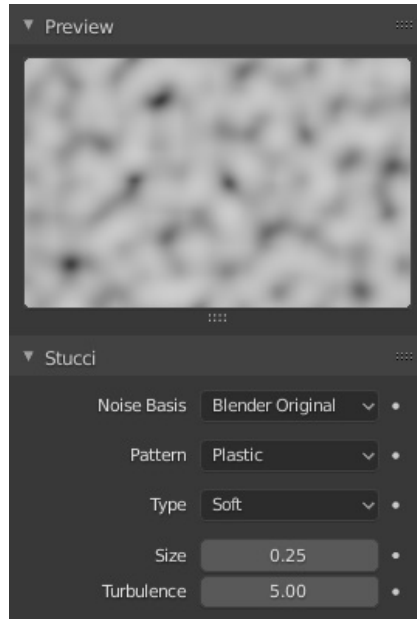 Preview
Stucci
Noise Basis Blender Original
Pattern Plastic
Type Soft
Size 0.25
Turbulence 5.00